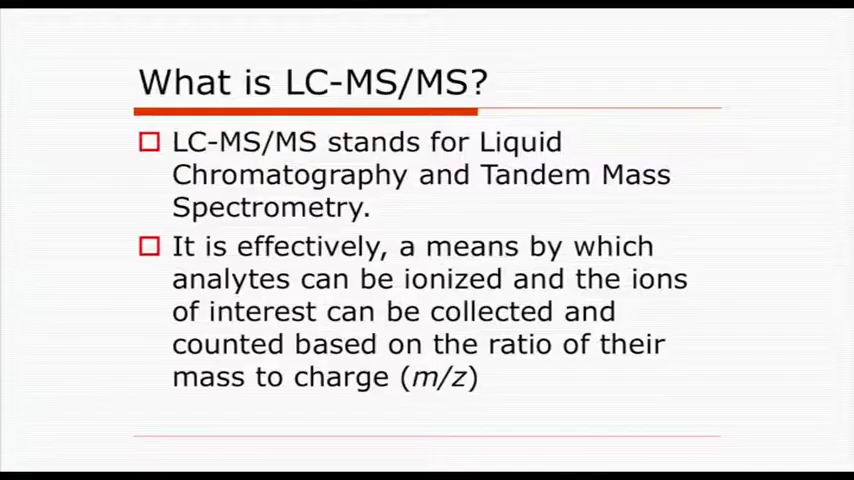 What is LC-MS/MS?
LC-MS/MS stands for Liquid
Chromatography and Tandem Mass
Spectrometry.
It is effectively, a means by which
analytes can be ionized and the ions
of interest can be collected and
counted based on the ratio of their
mass to charge (m/z)